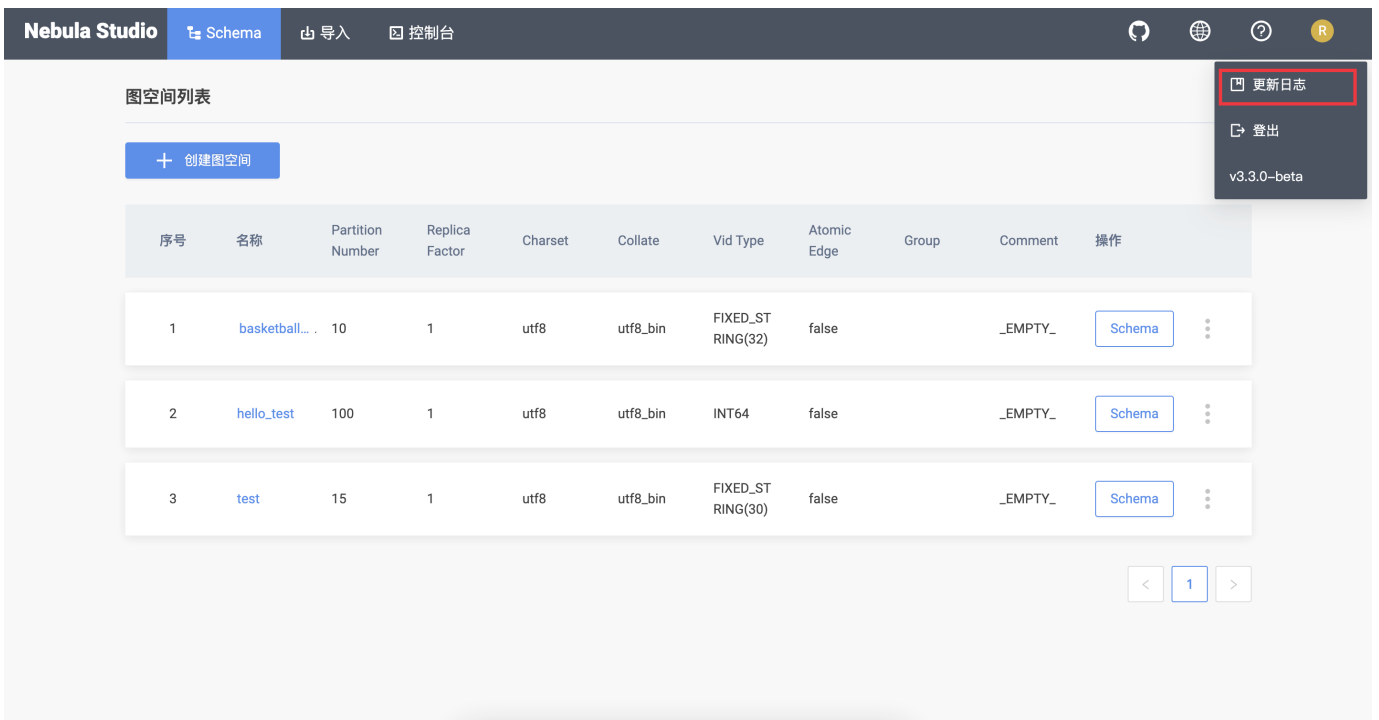 Nebula Studio Schema 导入 控制台 R
更新日志
登出
v3.3.0-beta
图空间列表
创建图空间
序号 名称 Partition Number Replica Factor Charset Collate Vid Type Atomic Edge Group Comment 操作
1 basketball... . 10 1 utf8 utf8_bin FIXED_STRING(32) false _EMPTY_ Schema
2 hello_test 100 1 utf8 utf8_bin INT64 false _EMPTY_ Schema
3 test 15 1 utf8 utf8_bin FIXED_STRING(30) false _EMPTY_ Schema
< 1 >